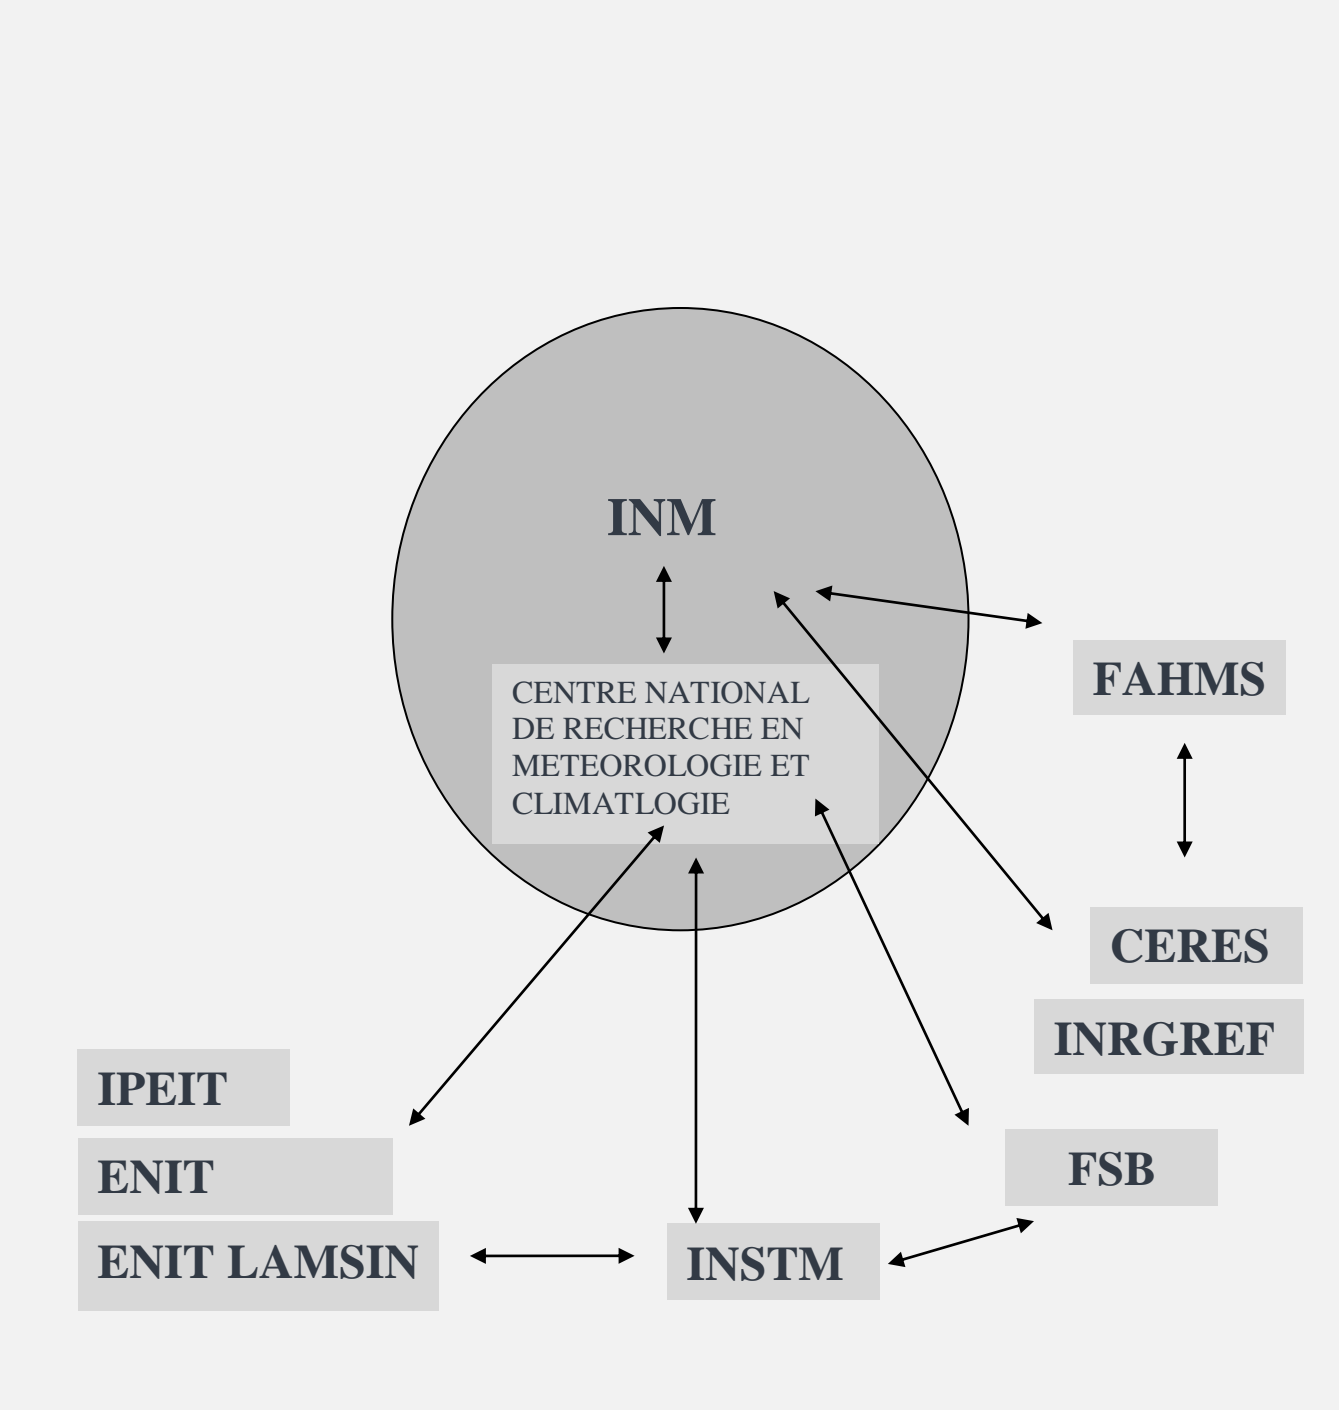 INM
CENTRE NATIONAL
DE RECHERCHE EN
METEOROLOGIE ET
CLIMATLOGIE
FAHMS
CERES
INRGREF
IPEIT
ENIT
FSB
ENIT LAMSIN
INSTM